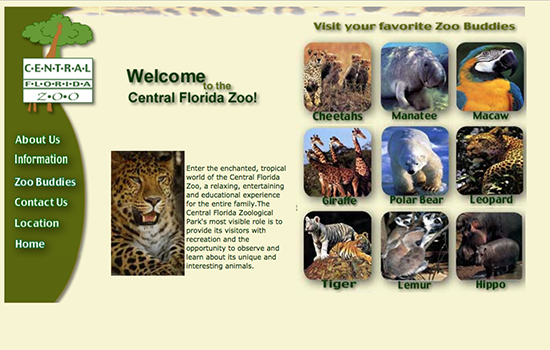 CENTRAL
FLORIDA
ZOO
About Us
Information
Zoo Buddies
Contact Us
Location
Home
Welcome
to the
Central Florida Zoo!
Enter the enchanted, tropical
world of the Central Florida
Zoo, a relaxing, entertaining
and educational experience
for the entire family.The
Central Florida Zoological
Park's most visible role is to
provide its visitors with
recreation and the
opportunity to observe and
learn about its unique and
interesting animals.
Visit your favorite Zoo Buddies
Cheetahs Manatee Macaw
Giraffe Polar Bear Leopard
Tiger Lemur Hippo